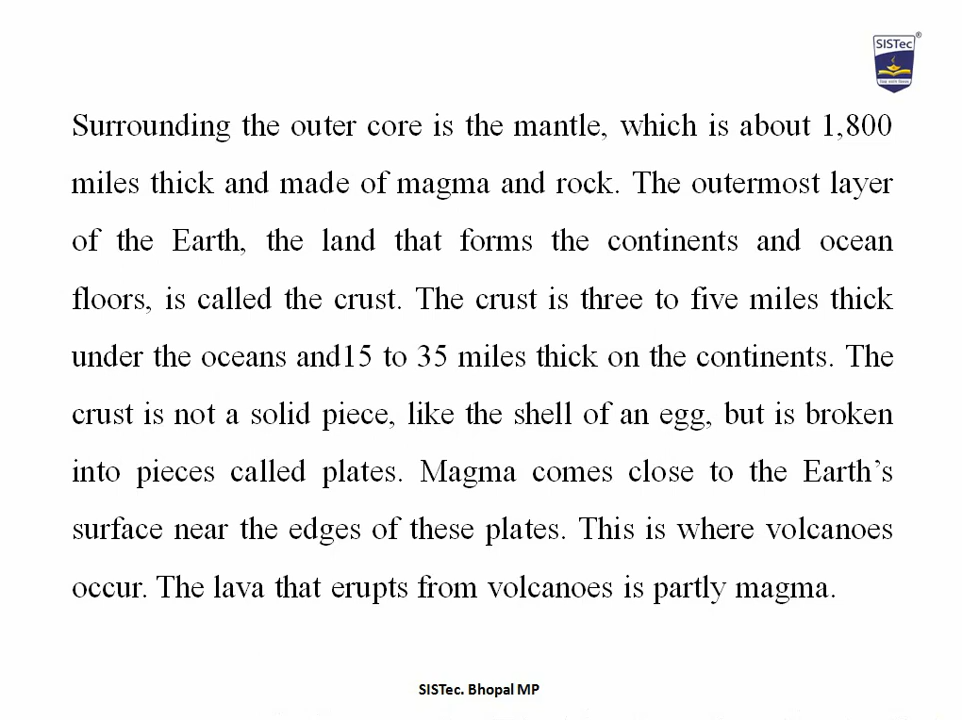 SISTec
®
Surrounding the outer core is the mantle, which is about 1,800
miles thick and made of magma and rock. The outermost layer
of the Earth, the land that forms the continents and ocean
floors, is called the crust. The crust is three to five miles thick
under the oceans and15 to 35 miles thick on the continents. The
crust is not a solid piece, like the shell of an egg, but is broken
into pieces called plates. Magma comes close to the Earth’s
surface near the edges of these plates. This is where volcanoes
occur. The lava that erupts from volcanoes is partly magma.
SISTec. Bhopal MP